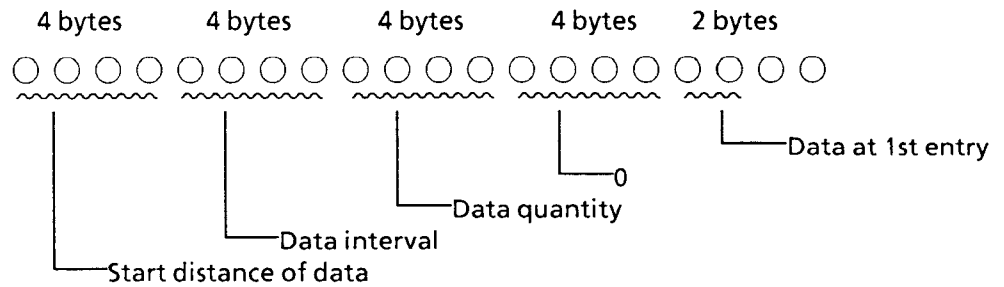 4 bytes 4 bytes 4 bytes 4 bytes 2 bytes
Data at 1st entry
0
Data quantity
Data interval
Start distance of data